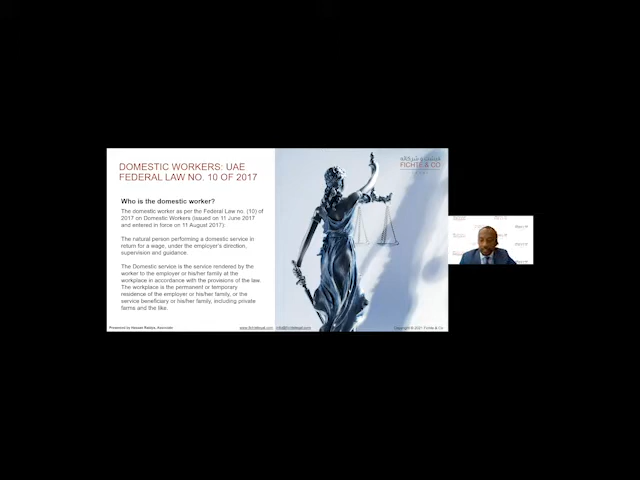 DOMESTIC WORKERS: UAE
FEDERAL LAW NO. 10 OF 2017
Who is the domestic worker?
The domestic worker as per the Federal Law no. (10) of
2017 on Domestic Workers (issued on 11 June 2017
and entered in force on 11 August 2017):
The natural person performing a domestic service in
return for a wage, under the employer's direction,
supervision and guidance.
The Domestic service is the service rendered by the
worker to the employer or his/her family at the
workplace in accordance with the provisions of the law.
The workplace is the permanent or temporary
residence of the employer or his/her family, or the
service beneficiary or his/her family, including private
farms and the like.
FICHTE & CO
Associate
Copyright © 2021 Fichte & Co